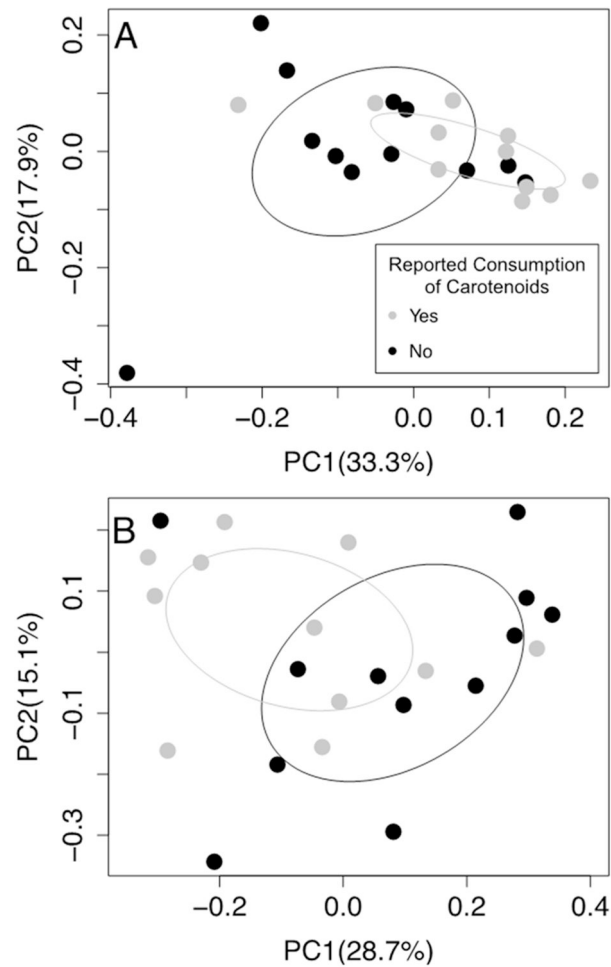 A
0.2
0.0
−0.2
−0.4
PC2(17.9%)
Reported Consumption
of Carotenoids
Yes
No
−0.4
−0.2
0.0
0.1
0.2
PC1(33.3%)
B
0.1
−0.1
−0.3
PC2(15.1%)
−0.2
0.0
0.2
0.4
PC1(28.7%)